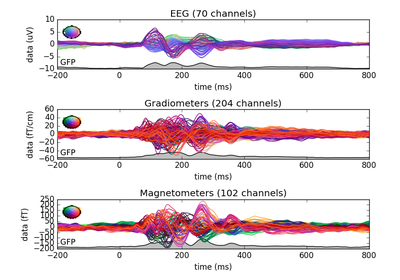 EEG (70 channels)
data (uV)
10
5
0
−5
−10
GFP
−200 0 200 400 600 800
time (ms)
Gradiometers (204 channels)
data (fT/cm)
60
40
20
0
−20
−40
−60
GFP
−200 0 200 400 600 800
time (ms)
Magnetometers (102 channels)
data (fT)
250
200
150
100
50
0
−50
−100
−150
−200
GFP
−200 0 200 400 600 800
time (ms)